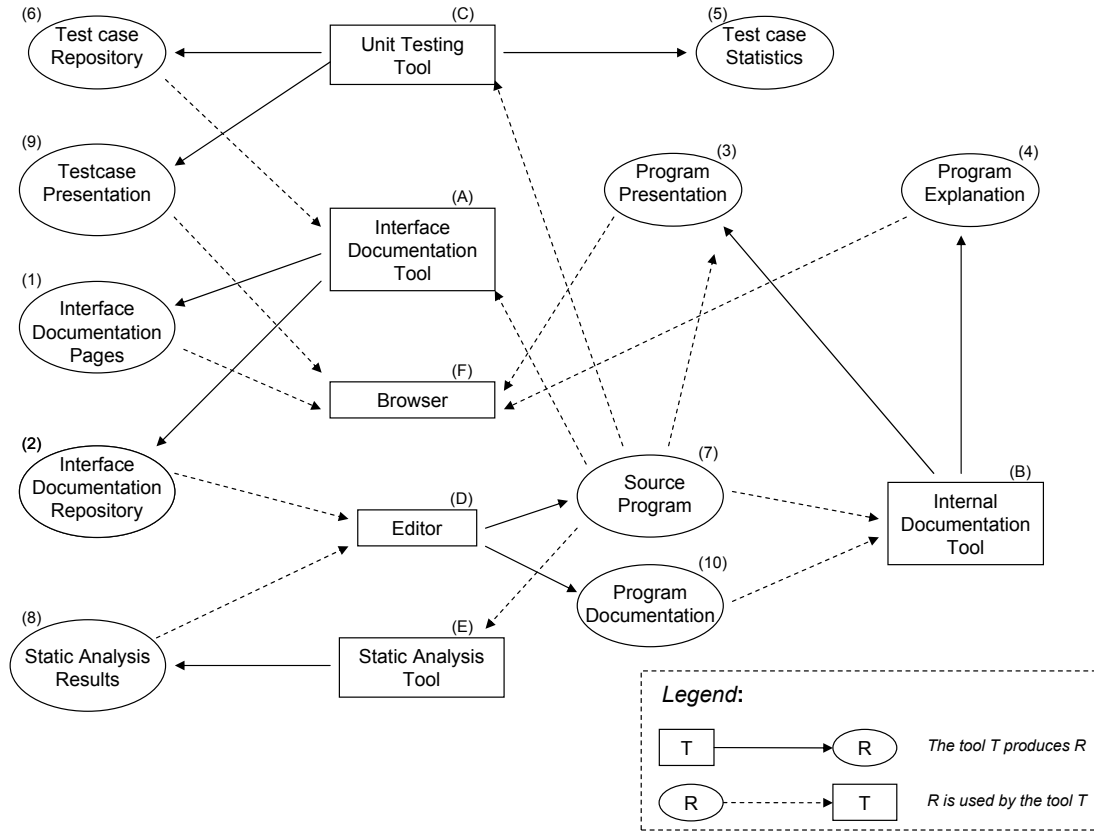 (6)
Test case
Repository
(C)
Unit Testing
Tool
(5)
Test case
Statistics
(9)
Testcase
Presentation
(A)
Interface
Documentation
Tool
(3)
Program
Presentation
(4)
Program
Explanation
(1)
Interface
Documentation
Pages
(F)
Browser
(2)
Interface
Documentation
Repository
(D)
Editor
(7)
Source
Program
(B)
Internal
Documentation
Tool
(10)
Program
Documentation
(8)
Static Analysis
Results
(E)
Static Analysis
Tool
Legend:
T
R
The tool T produces R
R
T
R is used by the tool T